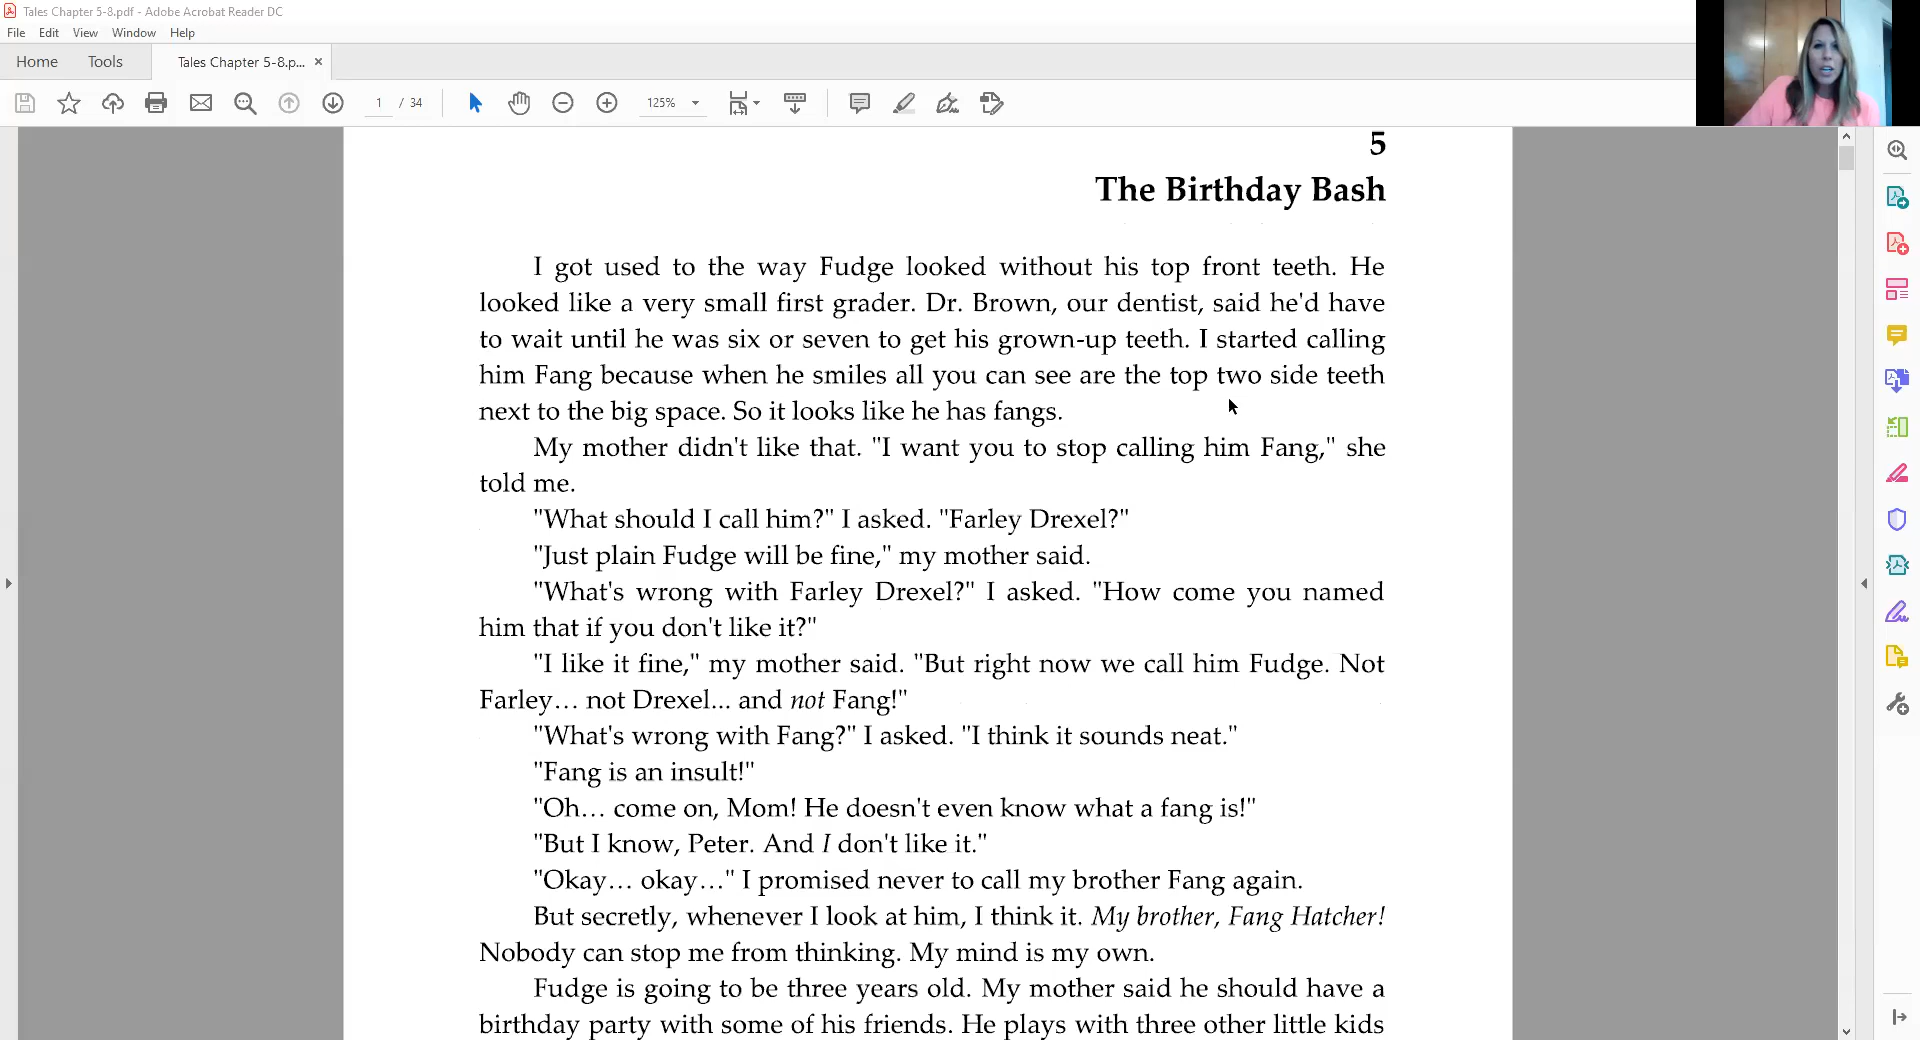 Tales Chapter 5-8.pdf - Adobe Acrobat Reader DC
File Edit View Window Help
Home Tools Tales Chapter 5-8.p... ×
1 / 34 125%
5
The Birthday Bash
I got used to the way Fudge looked without his top front teeth. He
looked like a very small first grader. Dr. Brown, our dentist, said he'd have
to wait until he was six or seven to get his grown-up teeth. I started calling
him Fang because when he smiles all you can see are the top two side teeth
next to the big space. So it looks like he has fangs.
My mother didn't like that. "I want you to stop calling him Fang," she
told me.
"What should I call him?" I asked. "Farley Drexel?"
"Just plain Fudge will be fine," my mother said.
"What's wrong with Farley Drexel?" I asked. "How come you named
him that if you don't like it?"
"I like it fine," my mother said. "But right now we call him Fudge. Not
Farley… not Drexel... and not Fang!"
"What's wrong with Fang?" I asked. "I think it sounds neat."
"Fang is an insult!"
"Oh… come on, Mom! He doesn't even know what a fang is!"
"But I know, Peter. And I don't like it."
"Okay… okay…" I promised never to call my brother Fang again.
But secretly, whenever I look at him, I think it. My brother, Fang Hatcher!
Nobody can stop me from thinking. My mind is my own.
Fudge is going to be three years old. My mother said he should have a
birthday party with some of his friends. He plays with three other little kids